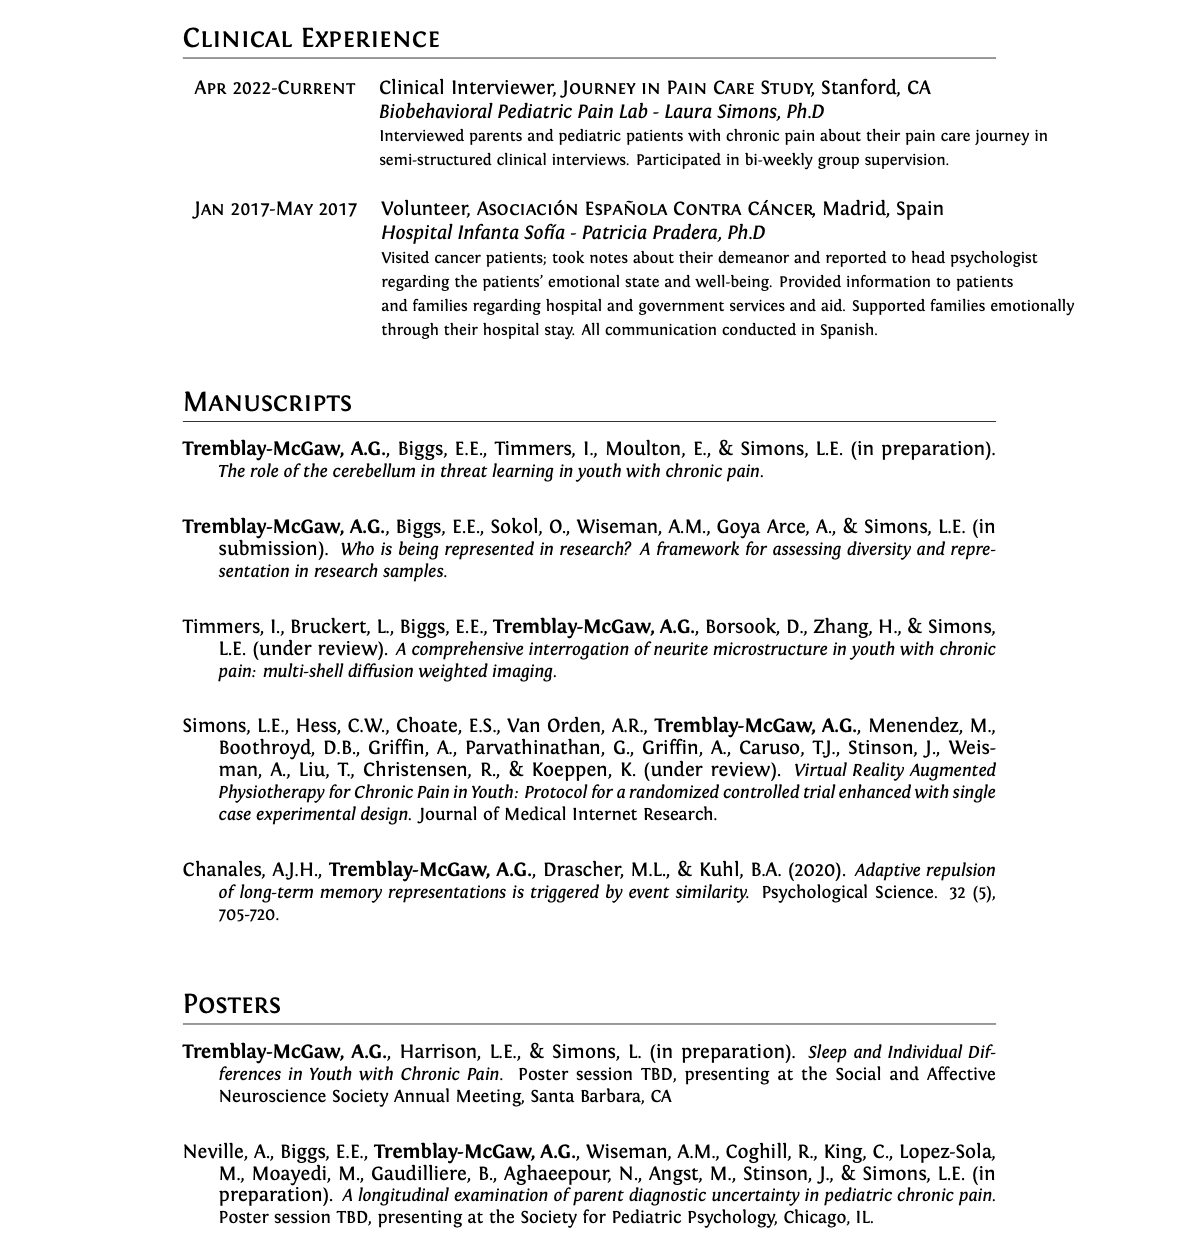 Clinical Experience
Apr 2022-Current Clinical Interviewer, Journey in Pain Care Study, Stanford, CA
Biobehavioral Pediatric Pain Lab - Laura Simons, Ph.D
Interviewed parents and pediatric patients with chronic pain about their pain care journey in
semi-structured clinical interviews. Participated in bi-weekly group supervision.
Jan 2017-May 2017 Volunteer, Asociación Española Contra Cáncer, Madrid, Spain
Hospital Infanta Sofía - Patricia Pradera, Ph.D
Visited cancer patients; took notes about their demeanor and reported to head psychologist
regarding the patients’ emotional state and well-being. Provided information to patients
and families regarding hospital and government services and aid. Supported families emotionally
through their hospital stay. All communication conducted in Spanish.
Manuscripts
Tremblay-McGaw, A.G., Biggs, E.E., Timmers, I., Moulton, E., & Simons, L.E. (in preparation).
The role of the cerebellum in threat learning in youth with chronic pain.
Tremblay-McGaw, A.G., Biggs, E.E., Sokol, O., Wiseman, A.M., Goya Arce, A., & Simons, L.E. (in
submission). Who is being represented in research? A framework for assessing diversity and repre-
sentation in research samples.
Timmers, I., Bruckert, L., Biggs, E.E., Tremblay-McGaw, A.G., Borsook, D., Zhang, H., & Simons,
L.E. (under review). A comprehensive interrogation of neurite microstructure in youth with chronic
pain: multi-shell diffusion weighted imaging.
Simons, L.E., Hess, C.W., Choate, E.S., Van Orden, A.R., Tremblay-McGaw, A.G., Menendez, M.,
Boothroyd, D.B., Griffin, A., Parvathinathan, G., Griffin, A., Caruso, T.J., Stinson, J., Weis-
man, A., Liu, T., Christensen, R., & Koeppen, K. (under review). Virtual Reality Augmented
Physiotherapy for Chronic Pain in Youth: Protocol for a randomized controlled trial enhanced with single
case experimental design. Journal of Medical Internet Research.
Chanales, A.J.H., Tremblay-McGaw, A.G., Drascher, M.L., & Kuhl, B.A. (2020). Adaptive repulsion
of long-term memory representations is triggered by event similarity. Psychological Science. 32 (5),
705-720.
Posters
Tremblay-McGaw, A.G., Harrison, L.E., & Simons, L. (in preparation). Sleep and Individual Dif-
ferences in Youth with Chronic Pain. Poster session TBD, presenting at the Social and Affective
Neuroscience Society Annual Meeting, Santa Barbara, CA
Neville, A., Biggs, E.E., Tremblay-McGaw, A.G., Wiseman, A.M., Coghill, R., King, C., Lopez-Sola,
M., Moayedi, M., Gaudilliere, B., Aghaeepour, N., Angst, M., Stinson, J., & Simons, L.E. (in
preparation). A longitudinal examination of parent diagnostic uncertainty in pediatric chronic pain.
Poster session TBD, presenting at the Society for Pediatric Psychology, Chicago, IL.